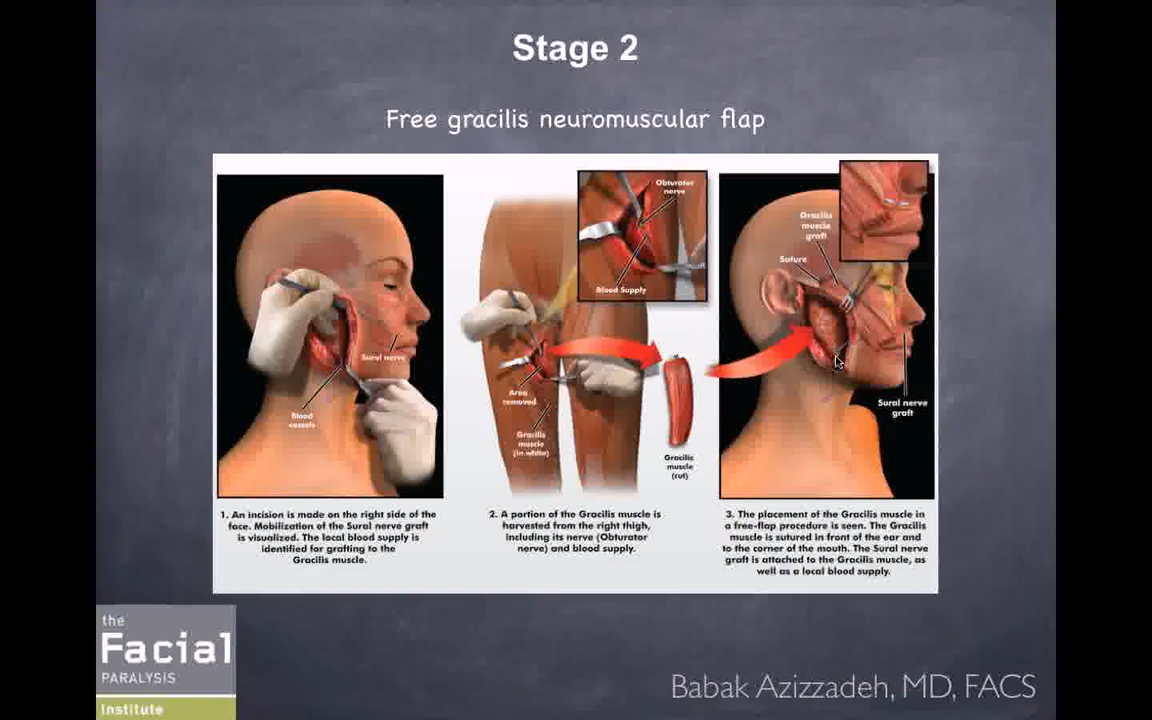 Stage 2
Free gracilis neuromuscular flap
Sural nerve
Blood
vessels
1. An incision is made on the right side of the
face. Mobilization of the Sural nerve graft
is visualized. The local blood supply is
identified for grafting to the
Gracilis muscle.
Obturator
nerve
Blood Supply
Area
removed
Gracilis
muscle
(in white)
Gracilis
muscle
(cut)
2. A portion of the Gracilis muscle is
harvested from the right thigh,
including its nerve (Obturator
nerve) and blood supply.
Gracilis
muscle
graft
Suture
Sural nerve
graft
3. The placement of the Gracilis muscle in
a free-flap procedure is seen. The Gracilis
muscle is sutured in front of the ear and
to the corner of the mouth. The Sural nerve
graft is attached to the Gracilis muscle, as
well as a local blood supply.
the
Facial
PARALYSIS
Institute
Babak Azizzadeh, MD, FACS